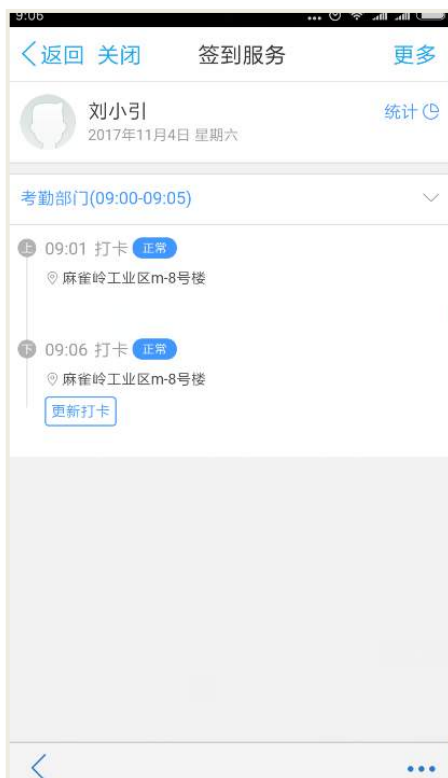 9:06
返回 关闭 签到服务 更多
刘小引 统计
2017年11月4日 星期六
考勤部门(09:00-09:05)
上 09:01 打卡 正常
麻雀岭工业区m-8号楼
下 09:06 打卡 正常
麻雀岭工业区m-8号楼
更新打卡